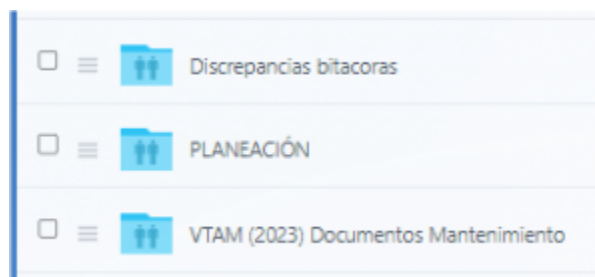 Discrepancias bitacoras
PLANEACIÓN
VTAM (2023) Documentos Mantenimiento